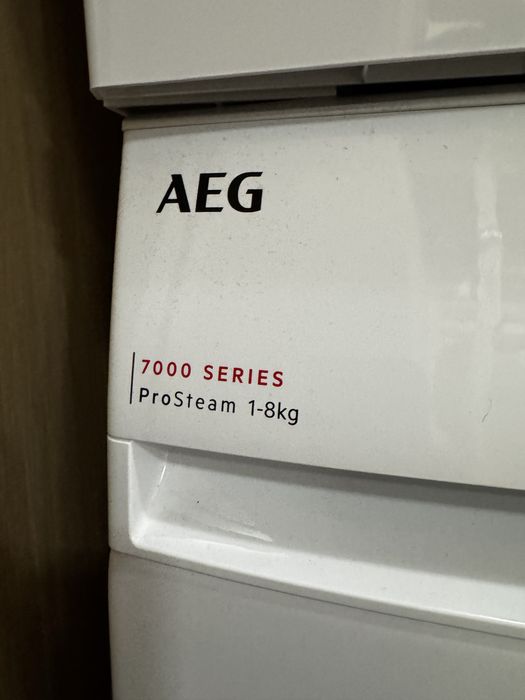 AEG
7000 SERIES
ProSteam 1-8kg